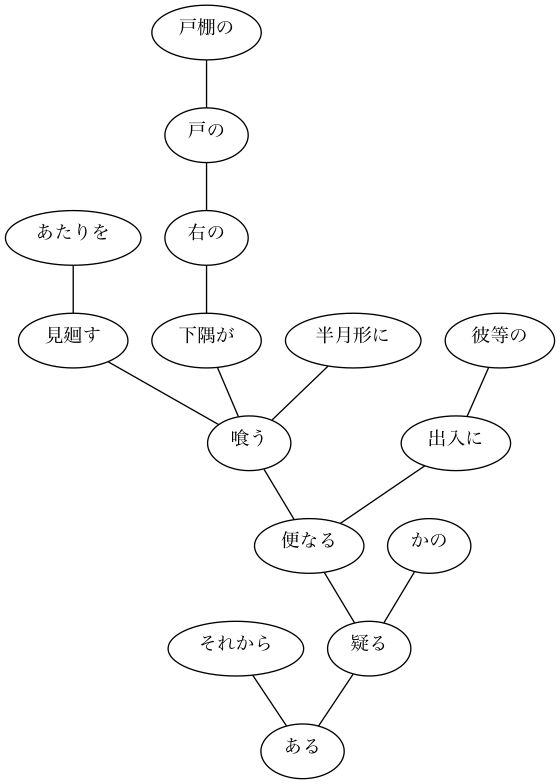 戸棚の
戸の
あたりを
右の
見廻す
下隅が
半月形に
彼等の
喰う
出入に
便なる
かの
それから
疑る
ある